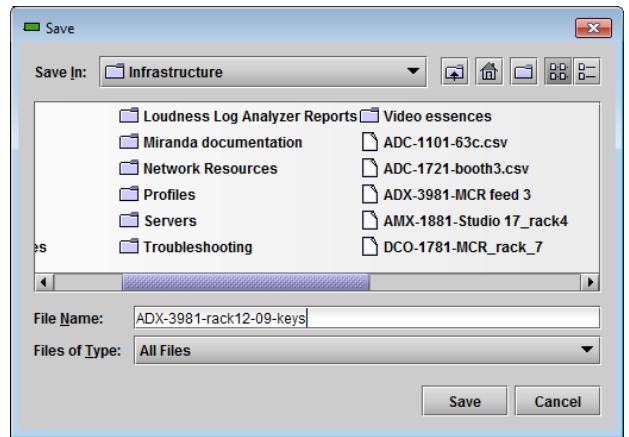 Save
Save In: Infrastructure
Loudness Log Analyzer Reports
Miranda documentation
Network Resources
Profiles
Servers
es
Troubleshooting
Video essences
ADC-1101-63c.csv
ADC-1721-booth3.csv
ADX-3981-MCR feed 3
AMX-1881-Studio 17_rack4
DCO-1781-MCR_rack_7
File Name: ADX-3981-rack12-09-keys
Files of Type: All Files
Save Cancel